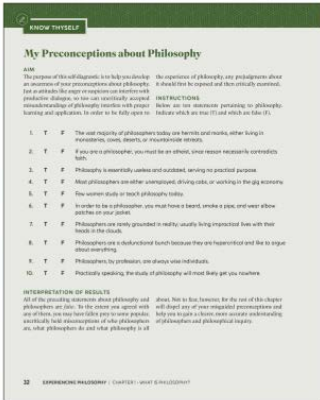 KNOW THYSELF
My Preconceptions about Philosophy
AIM
The purpose of this self-diagnostic is to help you develop
an awareness of your preconceptions about philosophy.
Just as attitudes like anger or suspicion can interfere with
productive dialogue, so too can uncritically accepted
misunderstandings of philosophy interfere with proper
learning and application. In order to be fully open to
the experience of philosophy, any prejudgments about
it should first be exposed and then critically examined.
INSTRUCTIONS
Below are ten statements pertaining to philosophy.
Indicate which are true (T) and which are false (F).
1. T F The vast majority of philosophers today are hermits and monks, either living in
monasteries, caves, deserts, or mountainside retreats.
2. T F If you are a philosopher, you must be an atheist, since reason necessarily contradicts
faith.
3. T F Philosophy is essentially useless and outdated, serving no practical purpose.
4. T F Most philosophers are either unemployed, driving cabs, or working in the gig economy.
5. T F Few women study or teach philosophy today.
6. T F In order to be a philosopher, you must have a beard, smoke a pipe, and wear elbow
patches on your jacket.
7. T F Philosophers are rarely grounded in reality; usually living impractical lives with their
heads in the clouds.
8. T F Philosophers are a dysfunctional bunch because they are hypercritical and like to argue
about everything.
9. T F Philosophers, by profession, are always wise individuals.
10. T F Practically speaking, the study of philosophy will most likely get you nowhere.
INTERPRETATION OF RESULTS
All of the preceding statements about philosophy and
philosophers are false. To the extent you agreed with
any of them, you may have fallen prey to some popular,
uncritically held misconceptions of who philosophers
are, what philosophers do and what philosophy is all
about. Not to fear, however, for the rest of this chapter
will dispel any of your misguided preconceptions and
help you to gain a clearer, more accurate understanding
of philosophers and philosophical inquiry.
32 EXPERIENCING PHILOSOPHY | CHAPTER 1 - WHAT IS PHILOSOPHY?